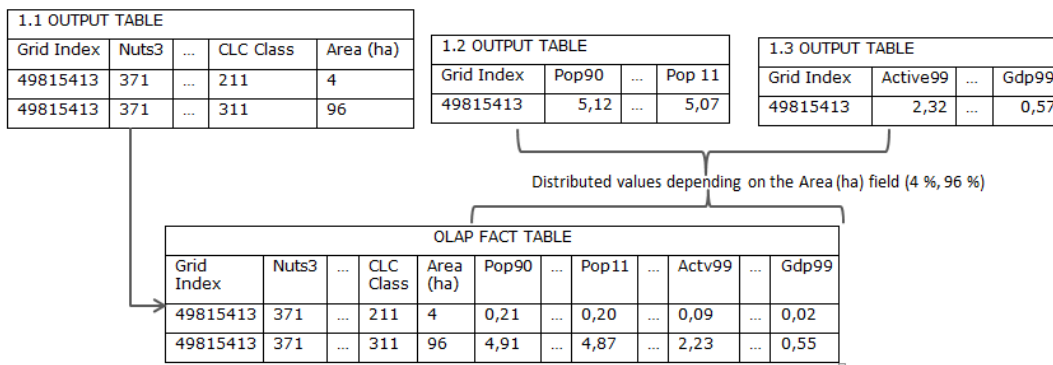 1.1 OUTPUT TABLE
Grid Index Nuts3 ... CLC Class Area (ha)
49815413 371 ... 211 4
49815413 371 ... 311 96
1.2 OUTPUT TABLE
Grid Index Pop90 ... Pop 11
49815413 5,12 ... 5,07
1.3 OUTPUT TABLE
Grid Index Active99 ... Gdp99
49815413 2,32 ... 0,57
Distributed values depending on the Area (ha) field (4 %, 96 %)
OLAP FACT TABLE
Grid Nuts3 ... CLC Area Pop90 ... Pop11 ... Actv99 ... Gdp99
Index Class (ha)
49815413 371 ... 211 4 0,21 ... 0,20 ... 0,09 ... 0,02
49815413 371 ... 311 96 4,91 ... 4,87 ... 2,23 ... 0,55